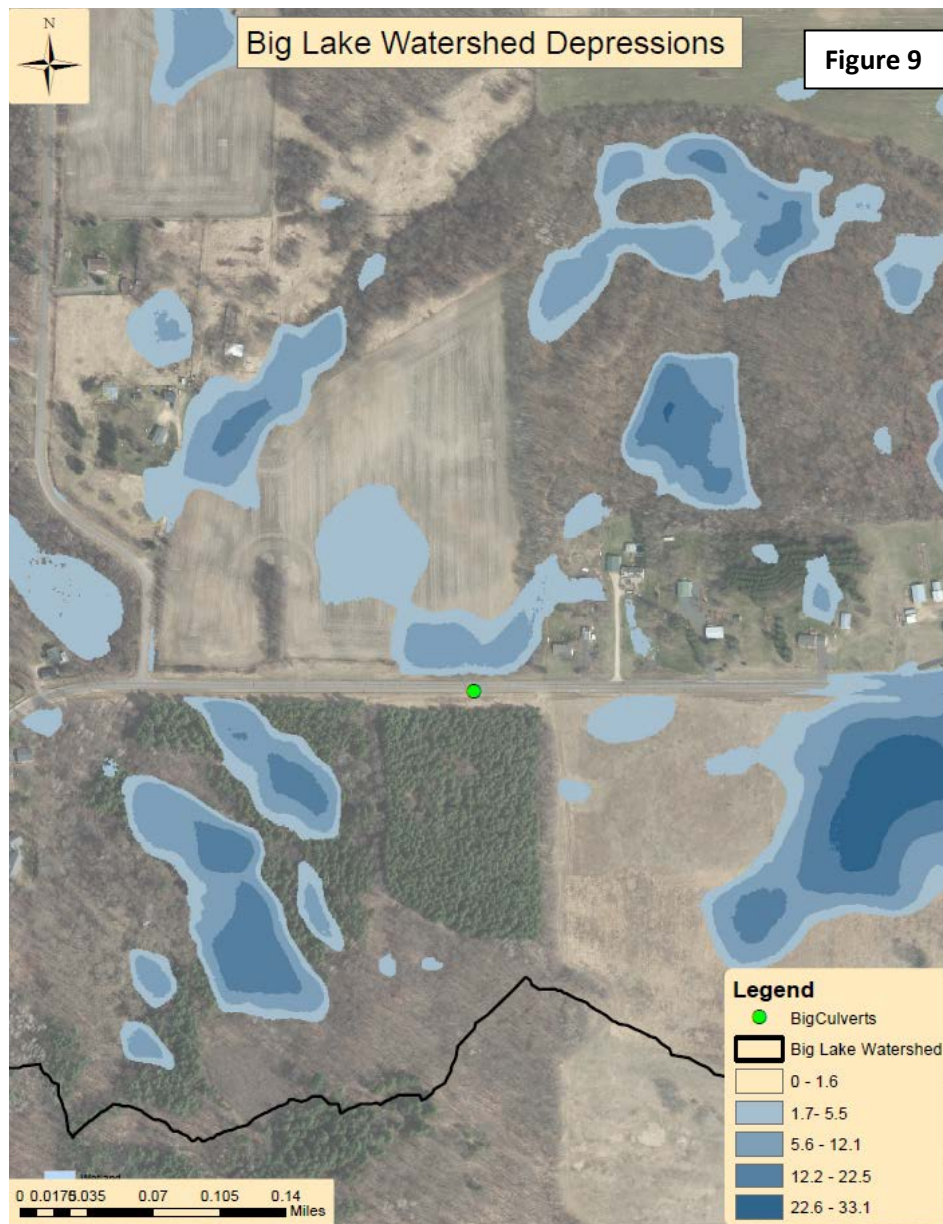 N
Big Lake Watershed Depressions
Figure 9
Legend
BigCulverts
Big Lake Watershed
0 - 1.6
1.7- 5.5
5.6 - 12.1
12.2 - 22.5
22.6 - 33.1
0 0.0175 0.035 0.07 0.105 0.14
Miles